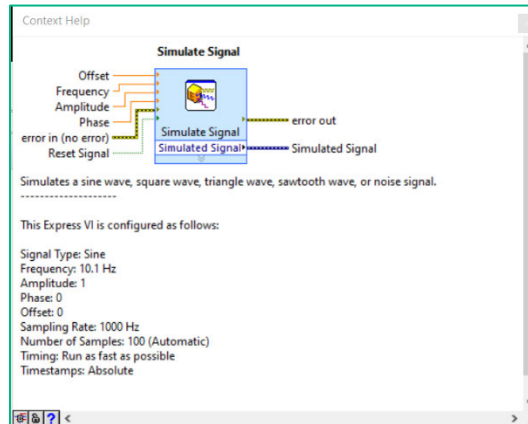 Context Help
Simulate Signal
Offset
Frequency
Amplitude
Phase
error in (no error)
Reset Signal
Simulate Signal
Simulated Signal
error out
Simulated Signal
Simulates a sine wave, square wave, triangle wave, sawtooth wave, or noise signal.
--------------------
This Express VI is configured as follows:
Signal Type: Sine
Frequency: 10.1 Hz
Amplitude: 1
Phase: 0
Offset: 0
Sampling Rate: 1000 Hz
Number of Samples: 100 (Automatic)
Timing: Run as fast as possible
Timestamps: Absolute
?